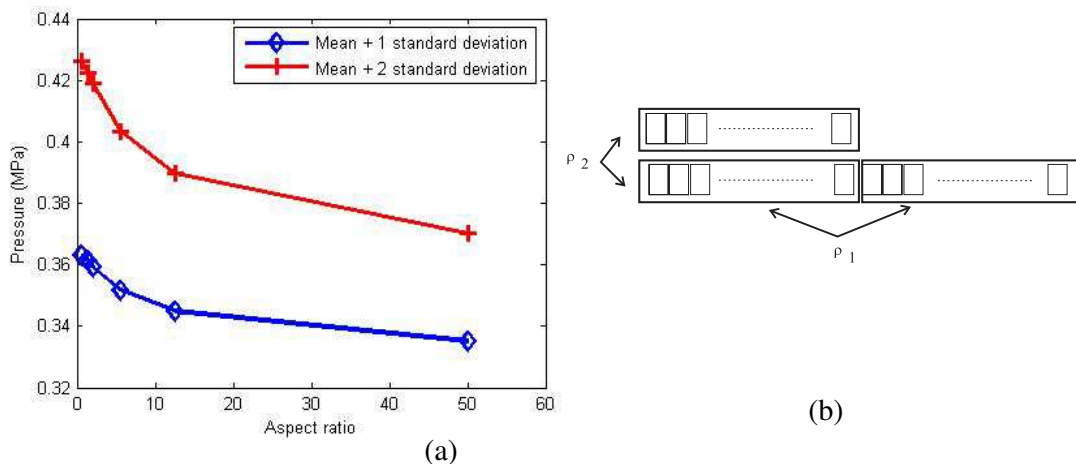 0.44
0.42
0.4
0.38
0.36
0.34
0.32
Pressure (MPa)
Mean + 1 standard deviation
Mean + 2 standard deviation
0 10 20 30 40 50 60
Aspect ratio
(a)
ρ 2
ρ 1
(b)